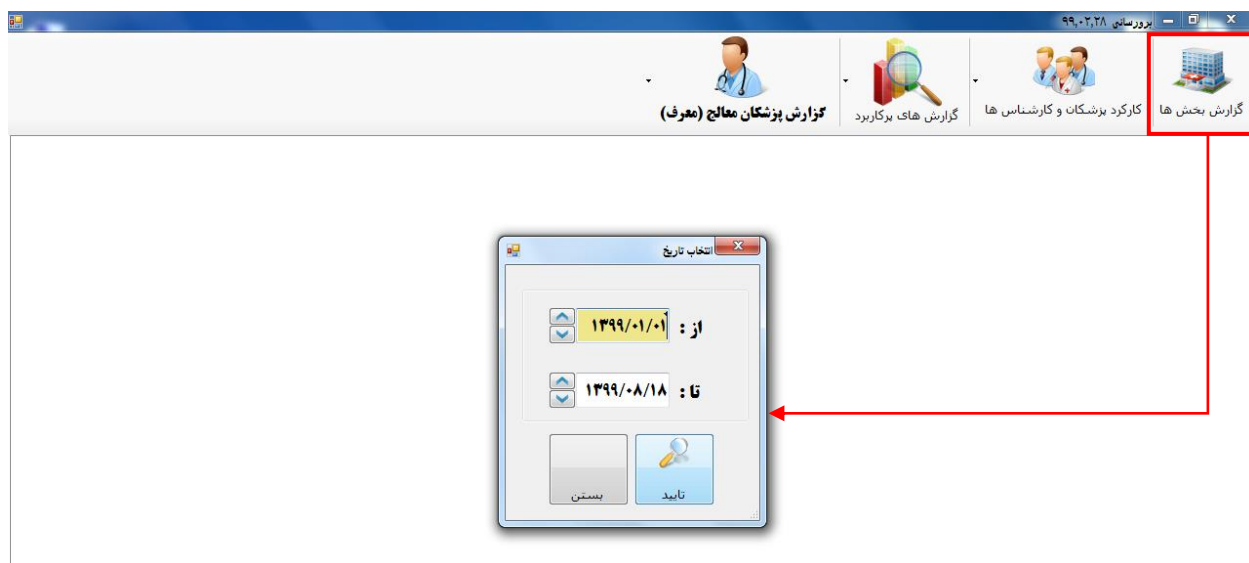 بروزرسانی ۹۹,۰۲,۲۸
گزارش بخش ها
کارکرد پزشکان و کارشناس ها
گزارش های پرکاربرد
گزارش پزشکان معالج (معرف)
انتخاب تاریخ
از : ۱۳۹۹/۰۱/۰۱
تا : ۱۳۹۹/۰۸/۱۸
تایید
بستن